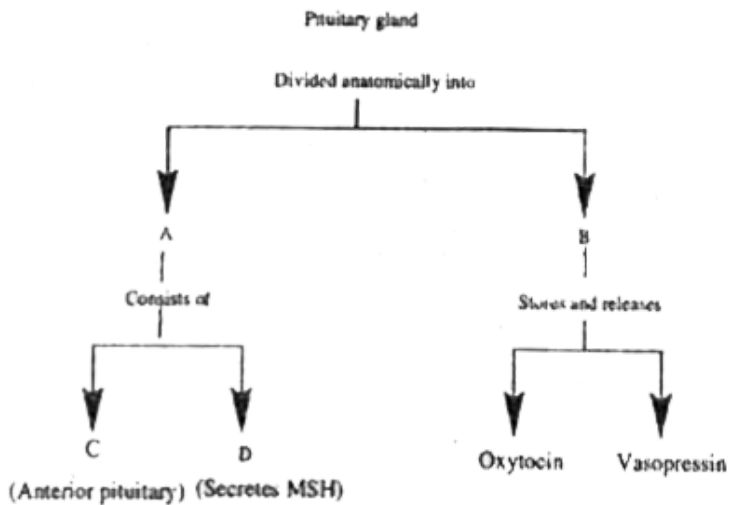 Pituitary gland
Divided anatomically into
A B
Consists of Stores and releases
C D Oxytocin Vasopressin
(Anterior pituitary) (Secretes MSH)